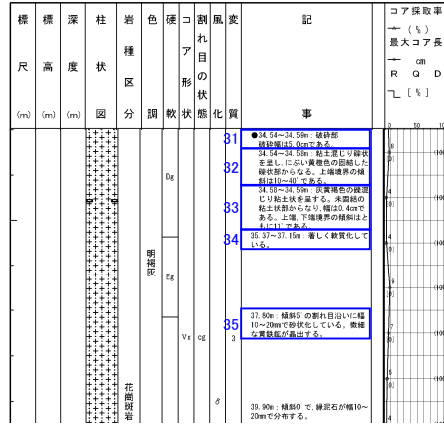 標尺(m)
標高(m)
深度(m)
柱状図
岩種区分
色調
硬軟
コア形状
割れ目の状態
風化
変質
記事
コア採取率
(%)
最大コア長
cm
R Q D
[%]
0 50
31
●34.54~34.59m:破砕部
破砕幅は5.0cmである。
32
34.54~34.58m:粘土混じり礫状
を呈し、にぶい黄橙色の固結した
礫状部からなる。上端境界の傾
斜は10~40°である。
33
34.58~34.59m:灰黄褐色の礫混
じり粘土状を呈する。未固結の
粘土状部からなり、幅は0.4cmで
ある。上端、下端境界の傾斜はと
もに11°である。
34
35.37~37.15m:著しく軟質化して
いる。
35
37.80m:傾斜5°の割れ目沿いに幅
10~20mmで砂状化している。微細
な黄鉄鉱が晶出する。
39.90m:傾斜0°で、緑泥石が幅10~
20mmで分布する。
明褐灰
花崗斑岩
Dg
Eg
cg
3